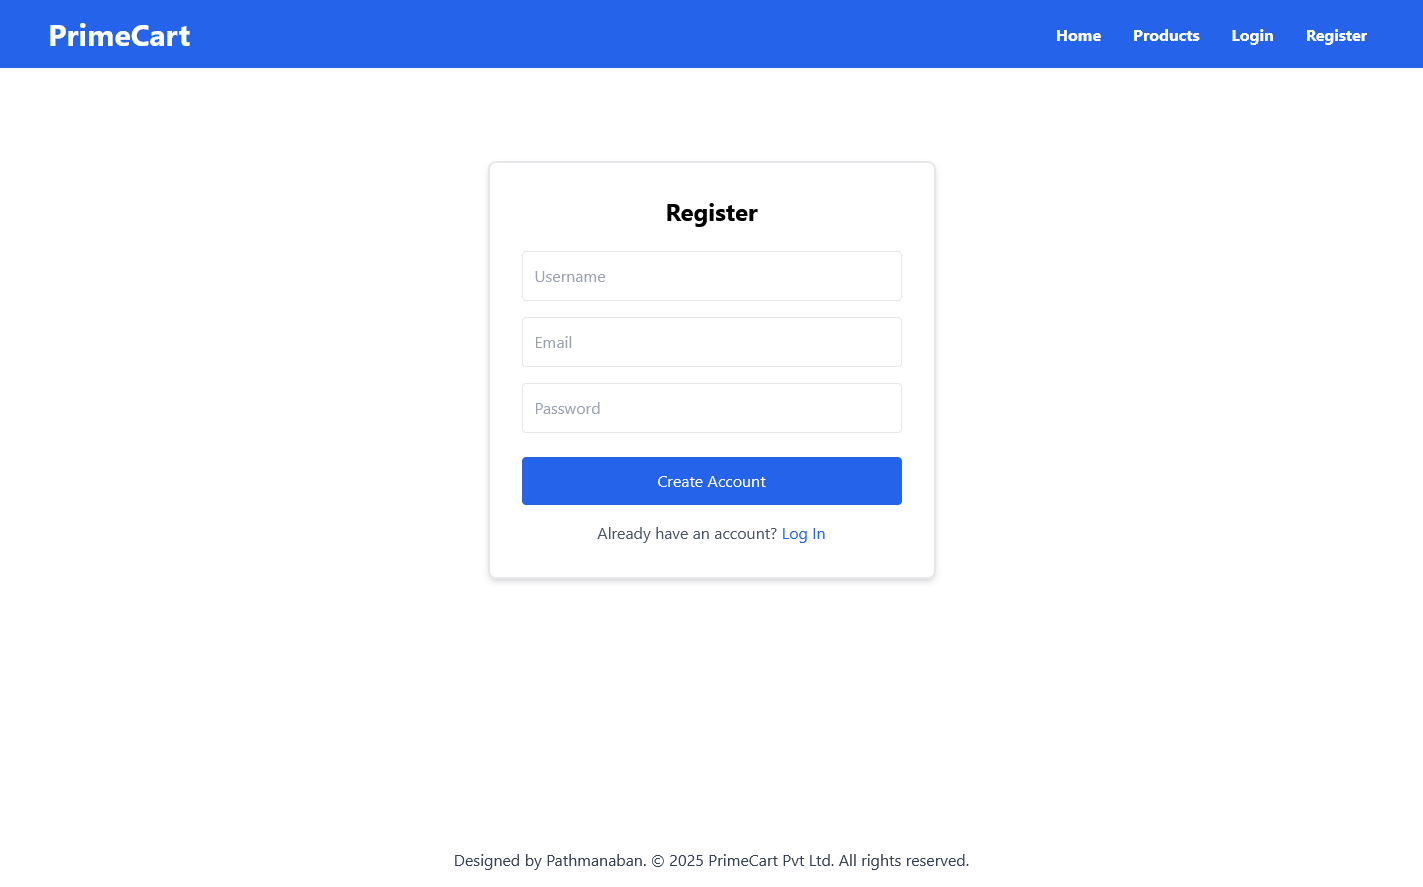 PrimeCart
Home Products Login Register
Register
Username
Email
Password
Create Account
Already have an account? Log In
Designed by Pathmanaban. © 2025 PrimeCart Pvt Ltd. All rights reserved.